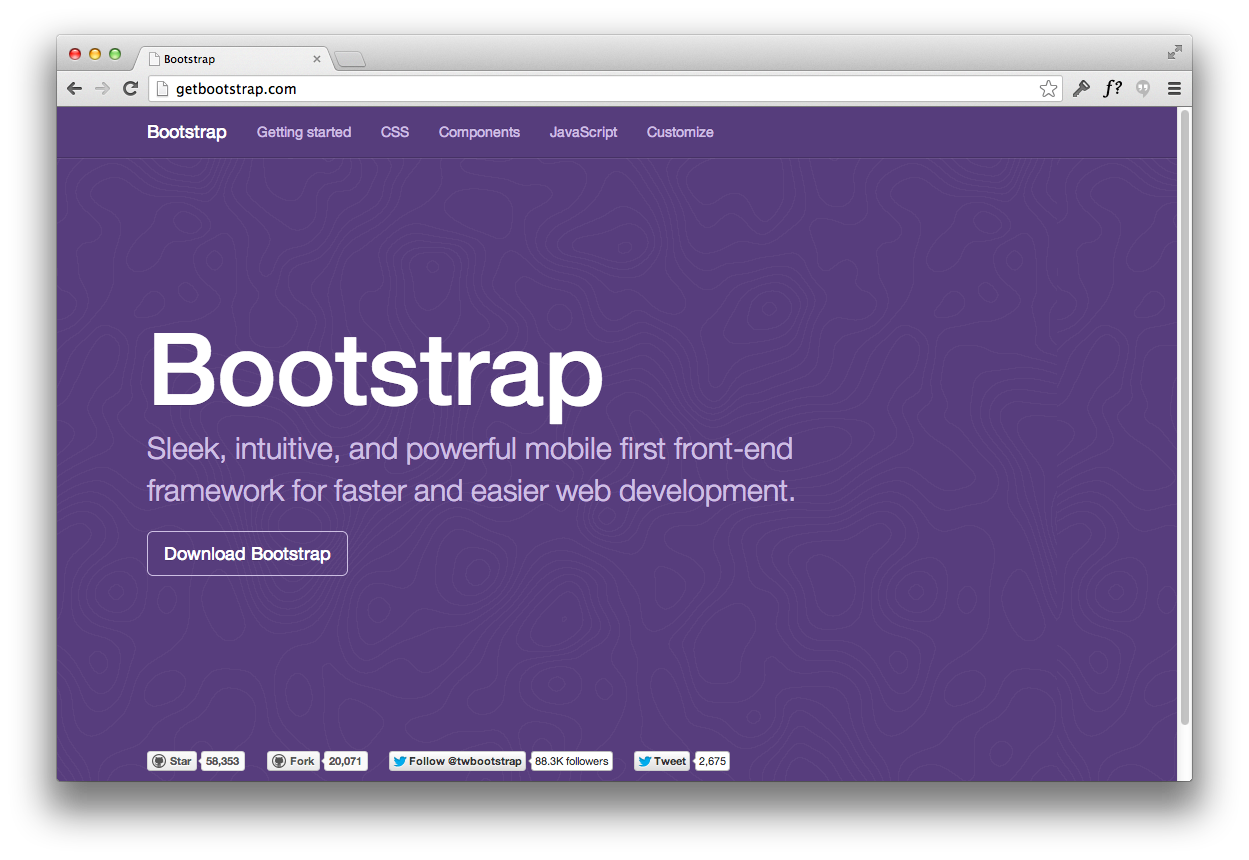 Bootstrap
getbootstrap.com
f?
Bootstrap Getting started CSS Components JavaScript Customize
Bootstrap
Sleek, intuitive, and powerful mobile first front-end
framework for faster and easier web development.
Download Bootstrap
Star 58,353 Fork 20,071 Follow @twbootstrap 88.3K followers Tweet 2,675